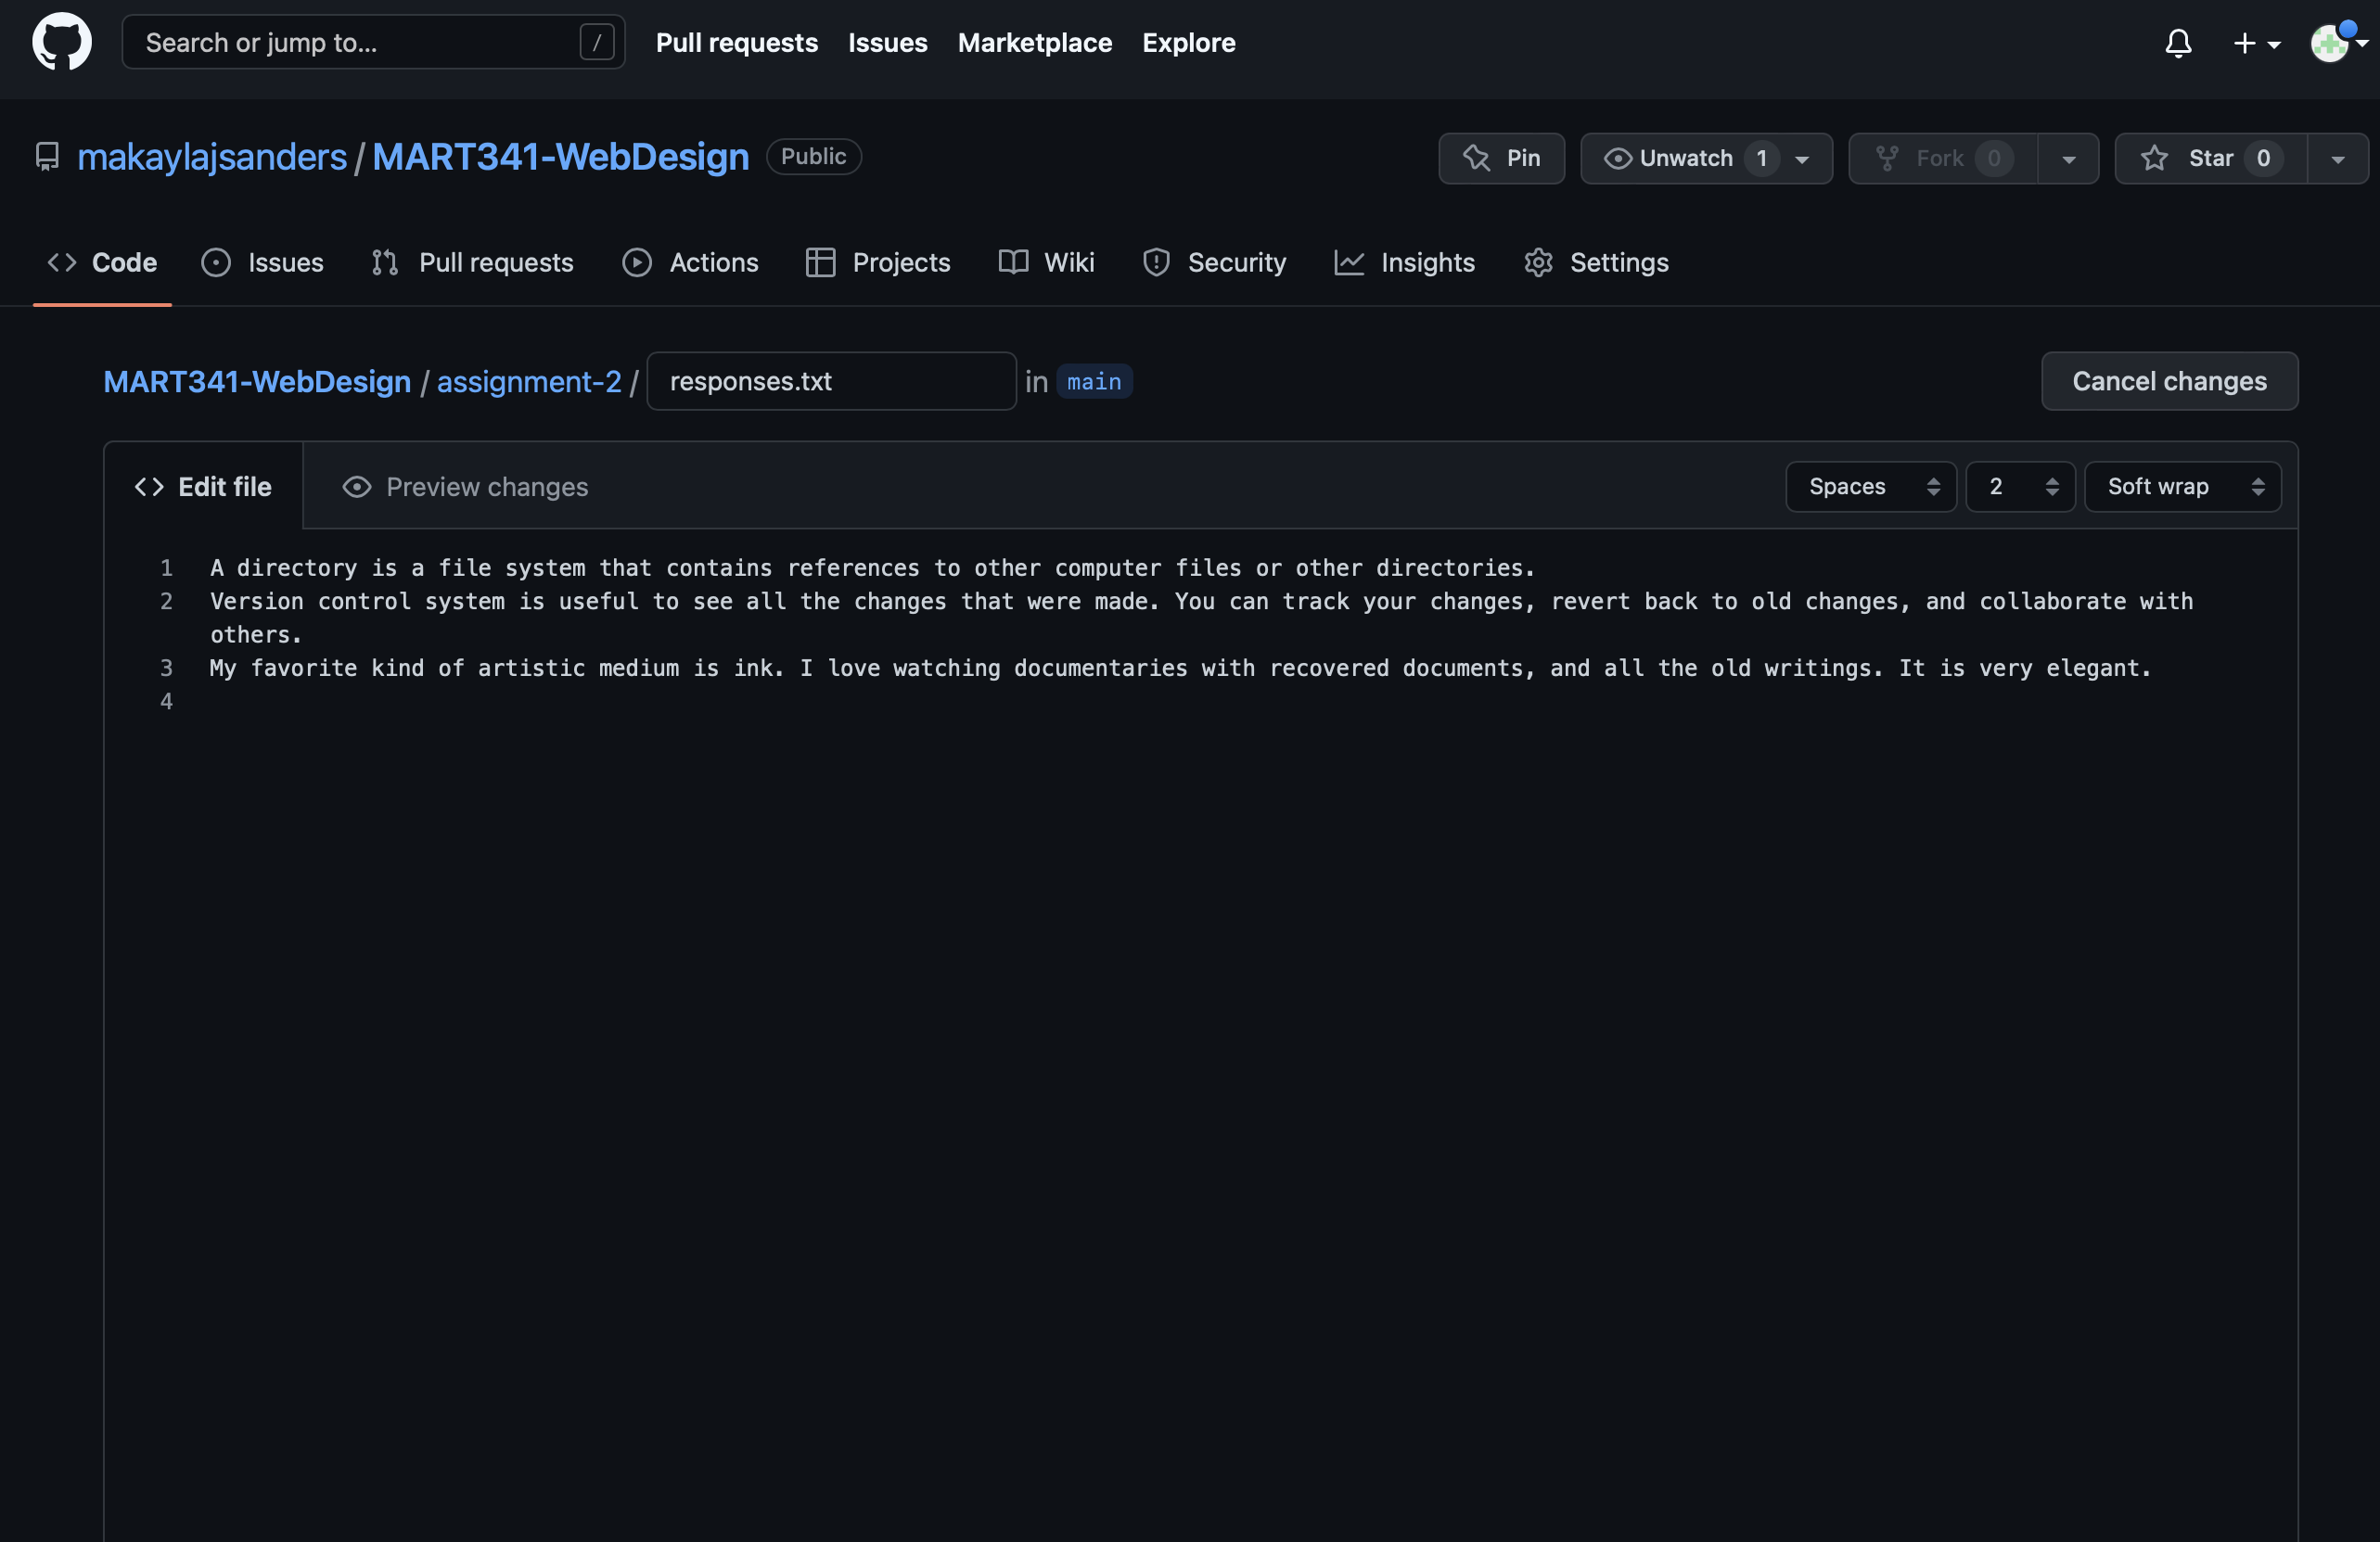 Search or jump to... /
Pull requests Issues Marketplace Explore
makaylajsanders / MART341-WebDesign Public
Pin Unwatch 1 Fork 0 Star 0
Code Issues Pull requests Actions Projects Wiki Security Insights Settings
MART341-WebDesign / assignment-2 / responses.txt in main Cancel changes
Edit file Preview changes Spaces 2 Soft wrap
1 A directory is a file system that contains references to other computer files or other directories.
2 Version control system is useful to see all the changes that were made. You can track your changes, revert back to old changes, and collaborate with
others.
3 My favorite kind of artistic medium is ink. I love watching documentaries with recovered documents, and all the old writings. It is very elegant.
4